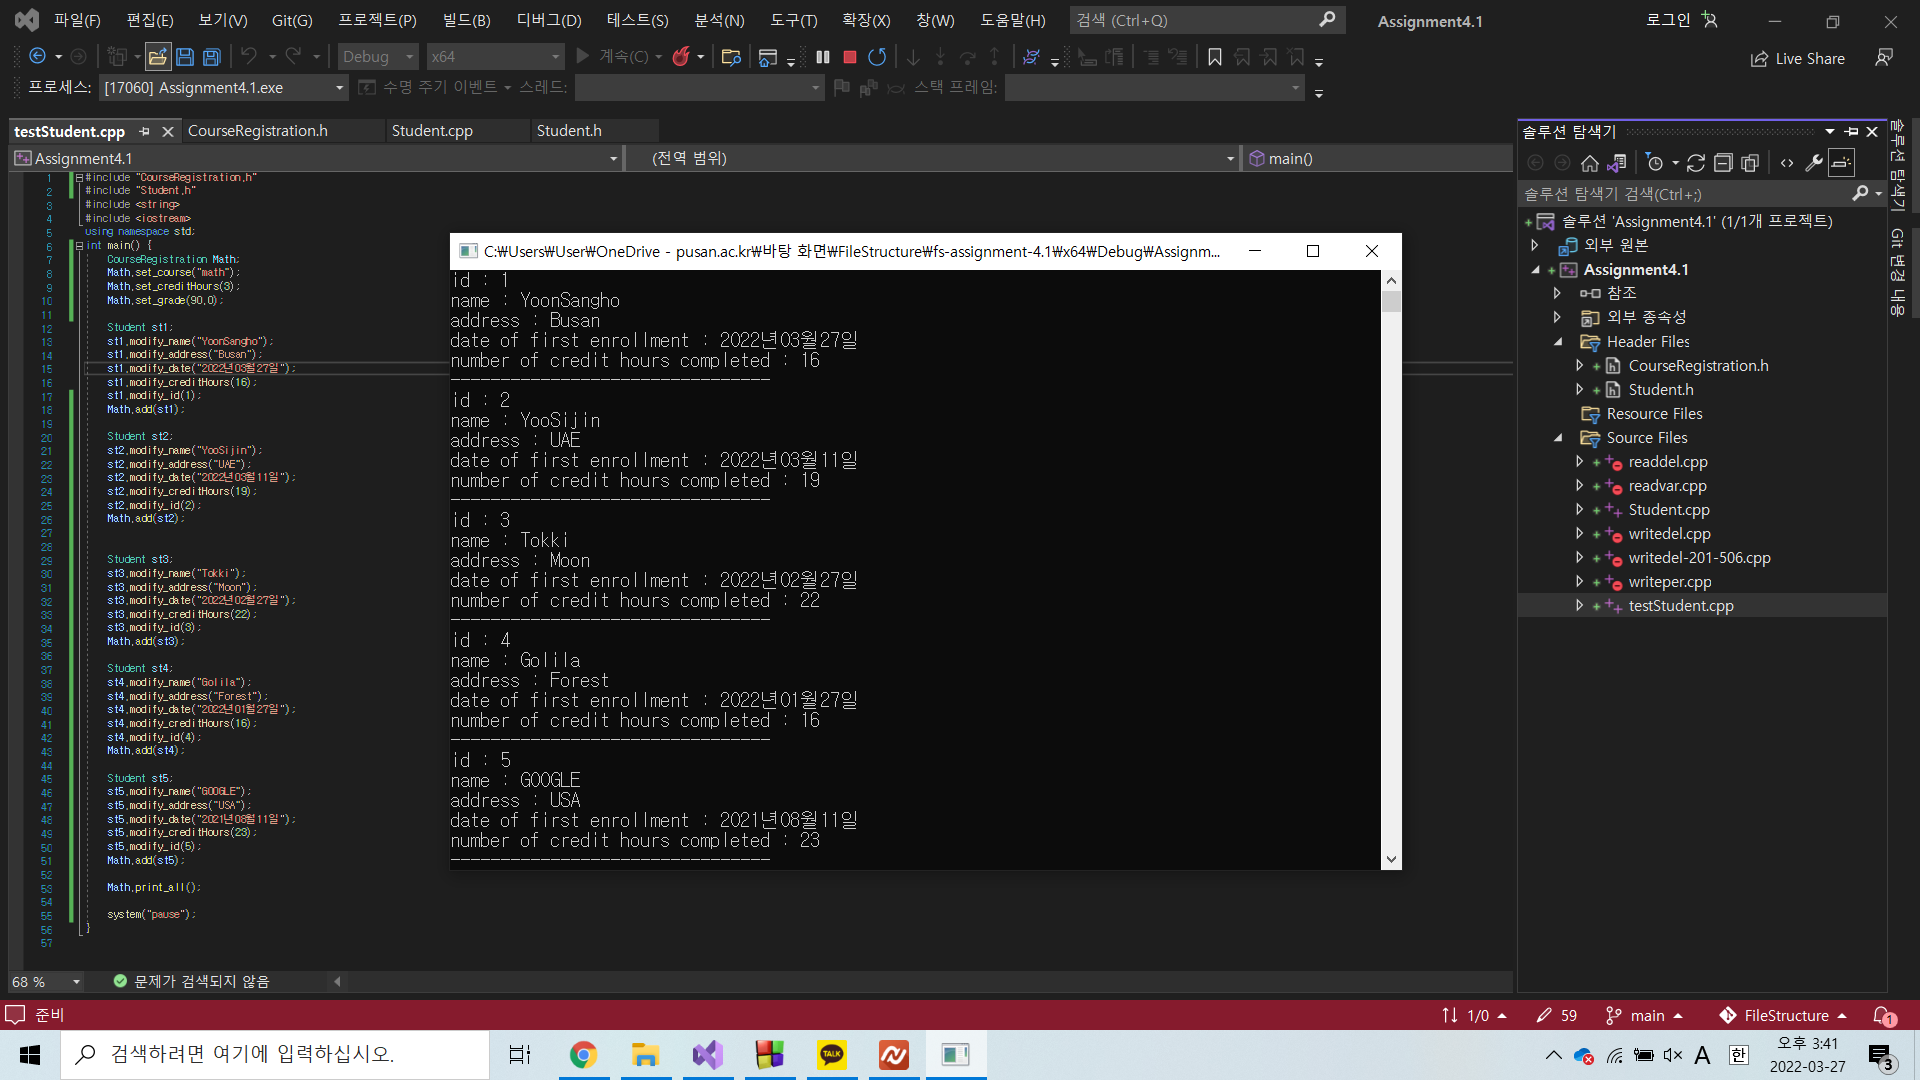 파일(F) 편집(E) 보기(V) Git(G) 프로젝트(P) 빌드(B) 디버그(D) 테스트(S) 분석(N) 도구(T) 확장(X) 창(W) 도움말(H) 검색 (Ctrl+Q) Assignment4.1 로그인
Debug x64 계속(C) Live Share
프로세스: [17060] Assignment4.1.exe 수명 주기 이벤트 스레드: 스택 프레임:
testStudent.cpp CourseRegistration.h Student.cpp Student.h
Assignment4.1 (전역 범위) main()
1 #include "CourseRegistration.h"
2 #include "Student.h"
3 #include <string>
4 #include <iostream>
5 using namespace std;
6 int main() {
7 CourseRegistration Math;
8 Math.set_course("math");
9 Math.set_creditHours(3);
10 Math.set_grade(90.0);
11
12 Student st1;
13 st1.modify_name("YoonSangho");
14 st1.modify_address("Busan");
15 st1.modify_date("2022년03월27일");
16 st1.modify_creditHours(16);
17 st1.modify_id(1);
18 Math.add(st1);
19
20 Student st2;
21 st2.modify_name("YooSijin");
22 st2.modify_address("UAE");
23 st2.modify_date("2022년03월11일");
24 st2.modify_creditHours(19);
25 st2.modify_id(2);
26 Math.add(st2);
27
28
29 Student st3;
30 st3.modify_name("Tokki");
31 st3.modify_address("Moon");
32 st3.modify_date("2022년02월27일");
33 st3.modify_creditHours(22);
34 st3.modify_id(3);
35 Math.add(st3);
36
37 Student st4;
38 st4.modify_name("Golila");
39 st4.modify_address("Forest");
40 st4.modify_date("2022년01월27일");
41 st4.modify_creditHours(16);
42 st4.modify_id(4);
43 Math.add(st4);
44
45 Student st5;
46 st5.modify_name("GOOGLE");
47 st5.modify_address("USA");
48 st5.modify_date("2021년08월11일");
49 st5.modify_creditHours(23);
50 st5.modify_id(5);
51 Math.add(st5);
52
53 Math.print_all();
54
55 system("pause");
56 }
57
C:₩Users₩User₩OneDrive - pusan.ac.kr₩바탕 화면₩FileStructure₩fs-assignment-4.1₩x64₩Debug₩Assignm...
id : 1
name : YoonSangho
address : Busan
date of first enrollment : 2022년03월27일
number of credit hours completed : 16
--------------------------------
id : 2
name : YooSijin
address : UAE
date of first enrollment : 2022년03월11일
number of credit hours completed : 19
--------------------------------
id : 3
name : Tokki
address : Moon
date of first enrollment : 2022년02월27일
number of credit hours completed : 22
--------------------------------
id : 4
name : Golila
address : Forest
date of first enrollment : 2022년01월27일
number of credit hours completed : 16
--------------------------------
id : 5
name : GOOGLE
address : USA
date of first enrollment : 2021년08월11일
number of credit hours completed : 23
--------------------------------
솔루션 탐색기
솔루션 탐색기 검색(Ctrl+;)
솔루션 'Assignment4.1' (1/1개 프로젝트)
외부 원본
Assignment4.1
참조
외부 종속성
Header Files
CourseRegistration.h
Student.h
Resource Files
Source Files
readdel.cpp
readvar.cpp
Student.cpp
writedel.cpp
writedel-201-506.cpp
writeper.cpp
testStudent.cpp
솔루션 탐색기
Git 변경 내용
68 % 문제가 검색되지 않음
준비 1/0 59 main FileStructure 1
검색하려면 여기에 입력하십시오. TALK A 한 오후 3:41
2022-03-27 3